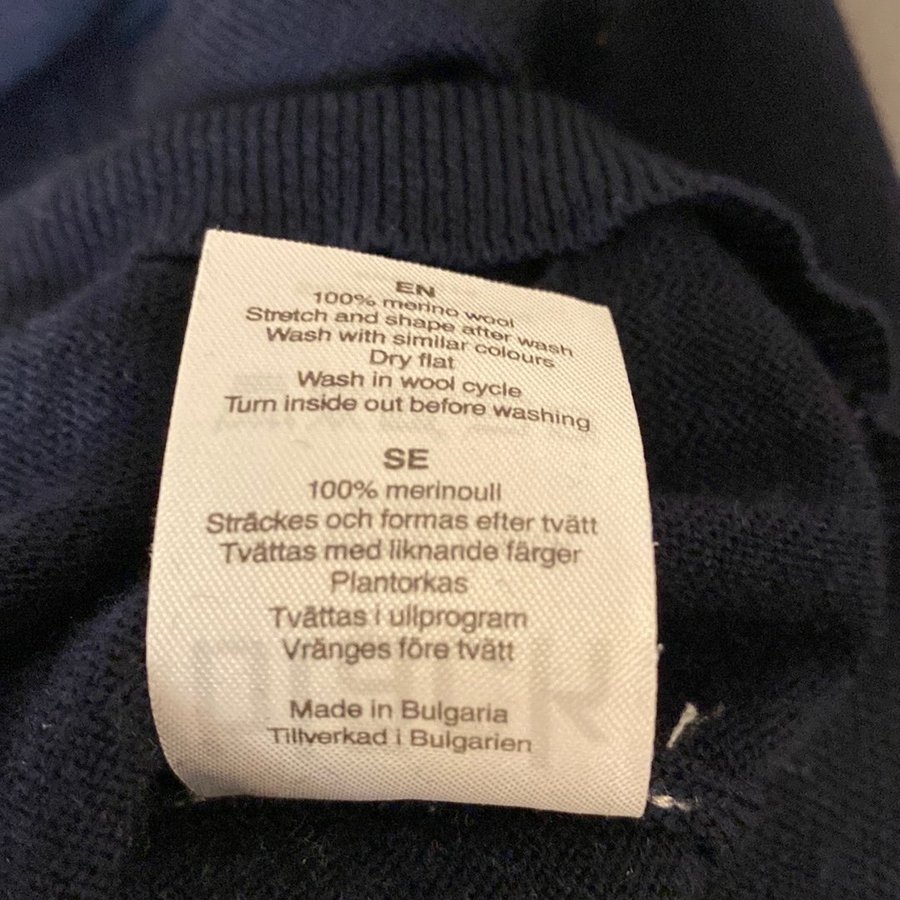 EN
100% merino wool
Stretch and shape after wash
Wash with similar colours
Dry flat
Wash in wool cycle
Turn inside out before washing
SE
100% merinoull
Sträckes och formas efter tvätt
Tvättas med liknande färger
Plantorkas
Tvättas i ullprogram
Vränges före tvätt
Made in Bulgaria
Tillverkad i Bulgarien